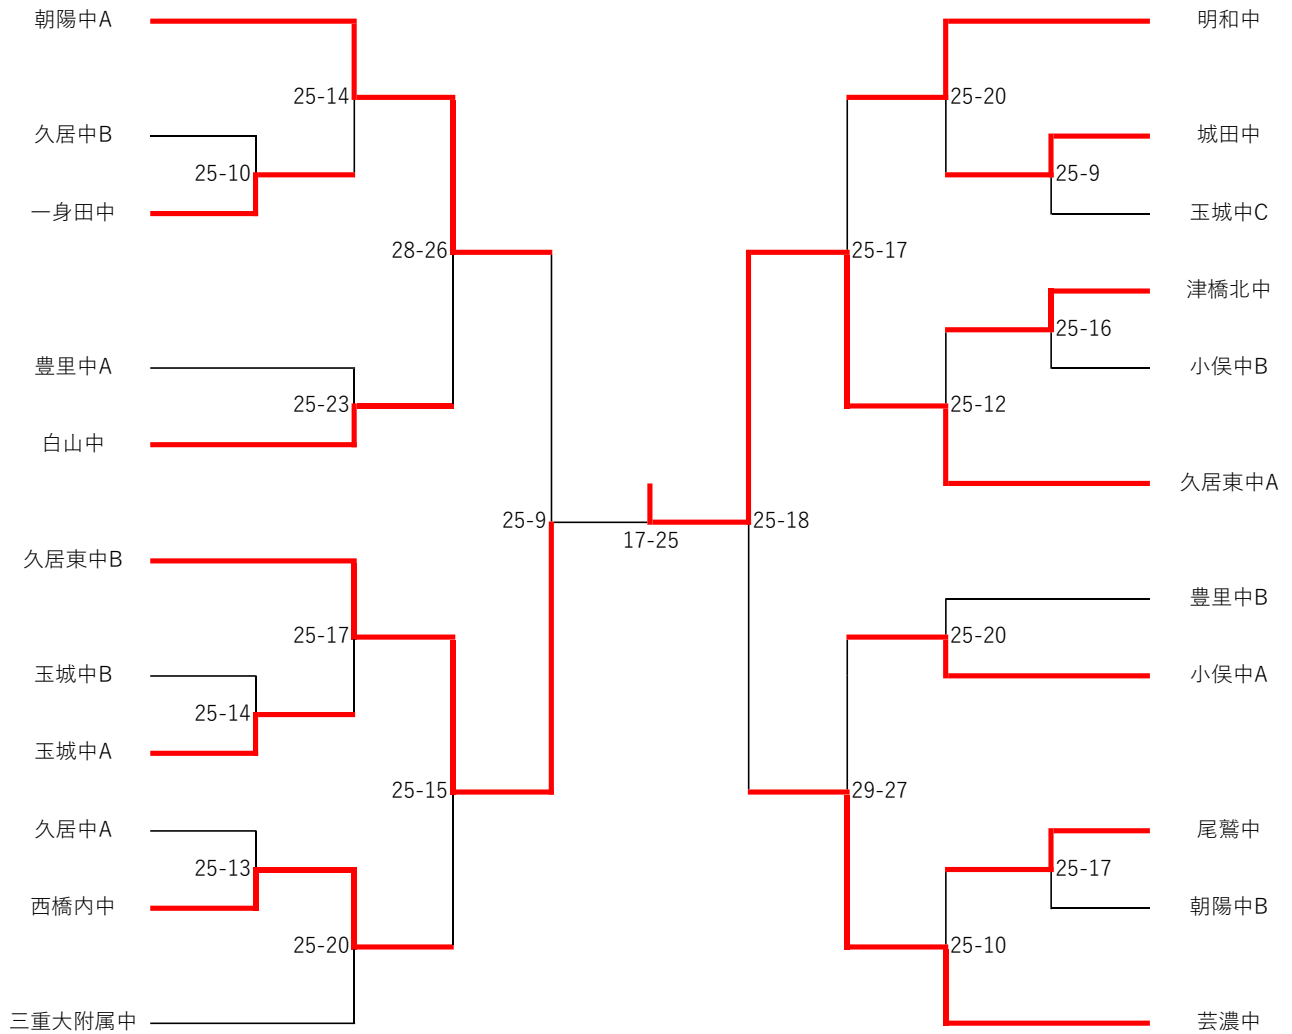 朝陽中A
25-14
久居中B
25-10
一身田中
28-26
豊里中A
25-23
白山中
25-9
久居東中B
25-17
玉城中B
25-14
玉城中A
25-15
久居中A
25-13
西橋内中
25-20
三重大附属中
17-25
明和中
25-20
城田中
25-9
玉城中C
25-17
津橋北中
25-16
小俣中B
25-12
久居東中A
25-18
豊里中B
25-20
小俣中A
29-27
尾鷲中
25-17
朝陽中B
25-10
芸濃中